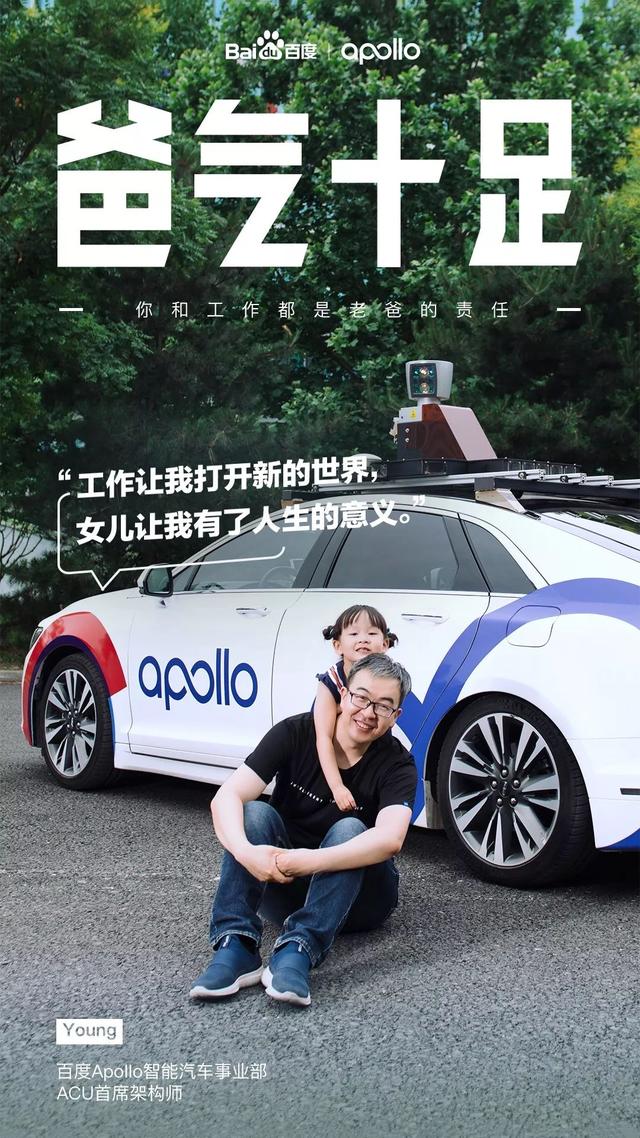 Bai du 百度 | apollo
爸气十足
你和工作都是老爸的责任
“工作让我打开新的世界,
女儿让我有了人生的意义。”
apollo
Young
百度Apollo智能汽车事业部
ACU首席架构师